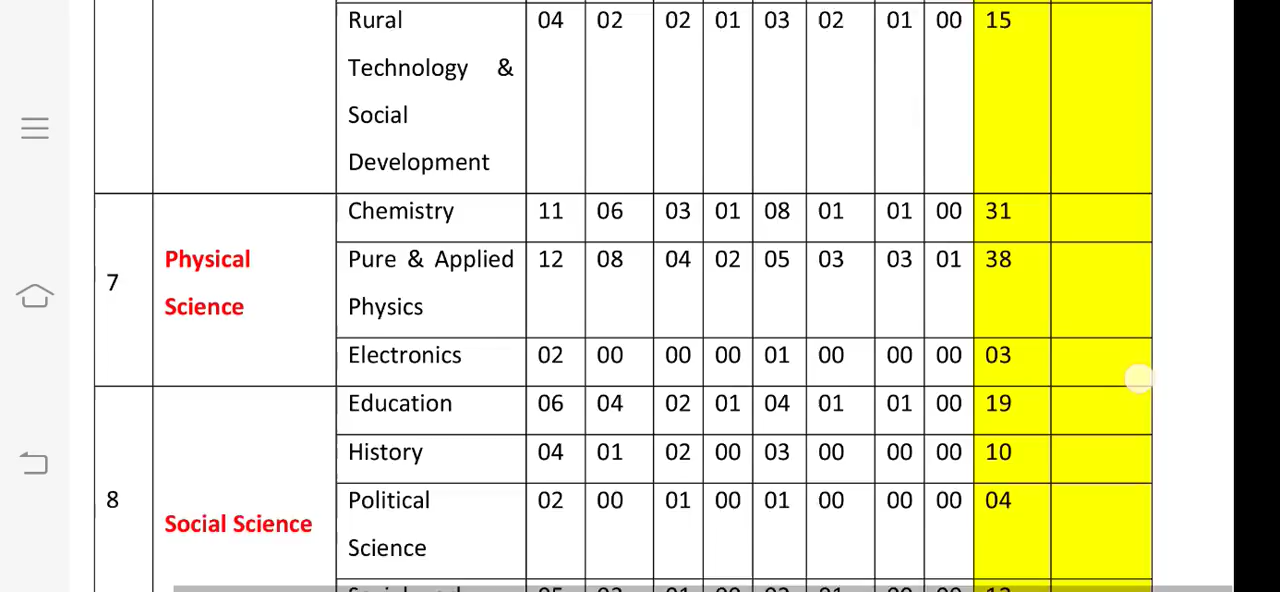 Rural 04 02 02 01 03 02 01 00 15
Technology &
Social
Development
Chemistry 11 06 03 01 08 01 01 00 31
7 Physical Science Pure & Applied 12 08 04 02 05 03 03 01 38
Physics
Electronics 02 00 00 00 01 00 00 00 03
Education 06 04 02 01 04 01 01 00 19
History 04 01 02 00 03 00 00 00 10
8 Social Science Political 02 00 01 00 01 00 00 00 04
Science